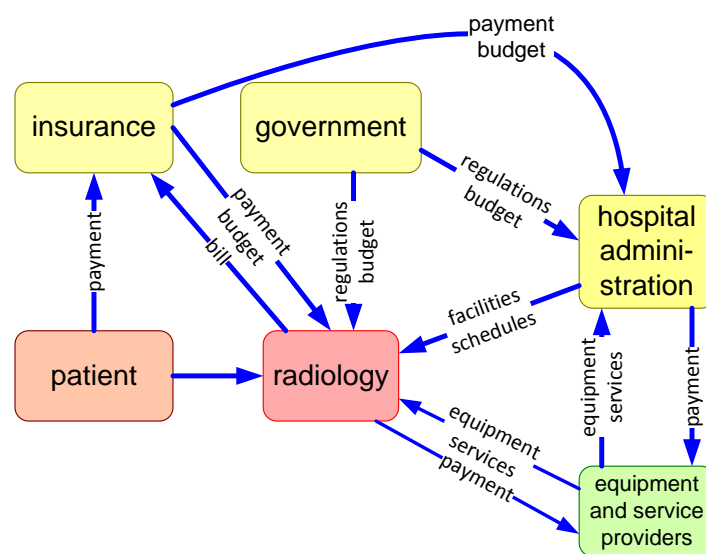 payment
budget
insurance
government
regulations
budget
hospital
admini-
stration
payment
budget
bill
regulations
budget
payment
facilities
schedules
patient
radiology
equipment
services
payment
equipment
services
payment
equipment
and service
providers